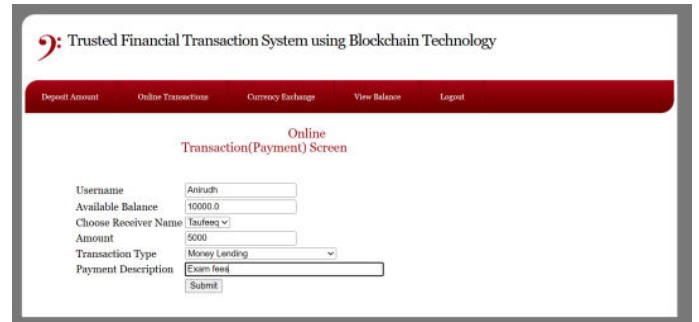 Trusted Financial Transaction System using Blockchain Technology
Deposit Amount Online Transactions Currency Exchange View Balance Logout
Online
Transaction(Payment) Screen
Username Anirudh
Available Balance 10000.0
Choose Receiver Name Taufeeq
Amount 5000
Transaction Type Money Lending
Payment Description Exam fees
Submit